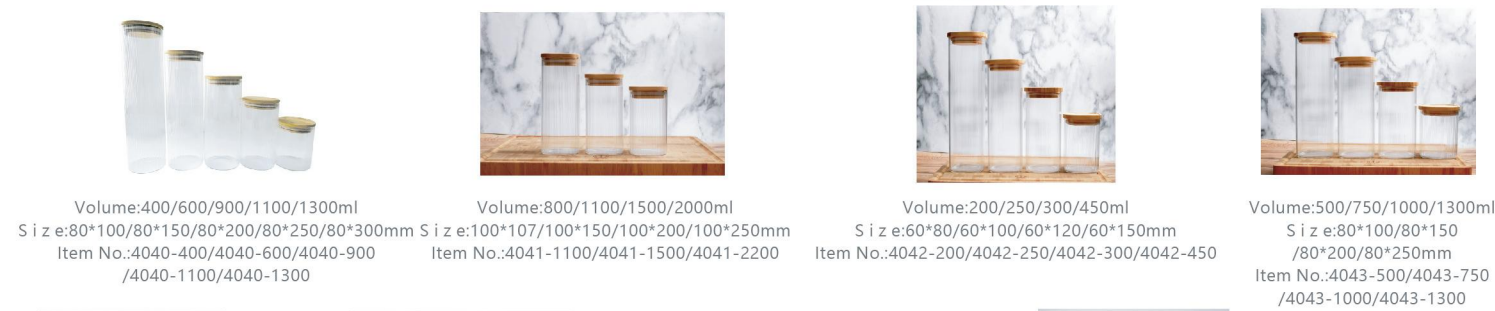 Volume:400/600/900/1100/1300ml
Size:80*100/80*150/80*200/80*250/80*300mm
Item No.:4040-400/4040-600/4040-900
/4040-1100/4040-1300
Volume:800/1100/1500/2000ml
Size:100*107/100*150/100*200/100*250mm
Item No.:4041-1100/4041-1500/4041-2200
Volume:200/250/300/450ml
Size:60*80/60*100/60*120/60*150mm
Item No.:4042-200/4042-250/4042-300/4042-450
Volume:500/750/1000/1300ml
Size:80*100/80*150
/80*200/80*250mm
Item No.:4043-500/4043-750
/4043-1000/4043-1300